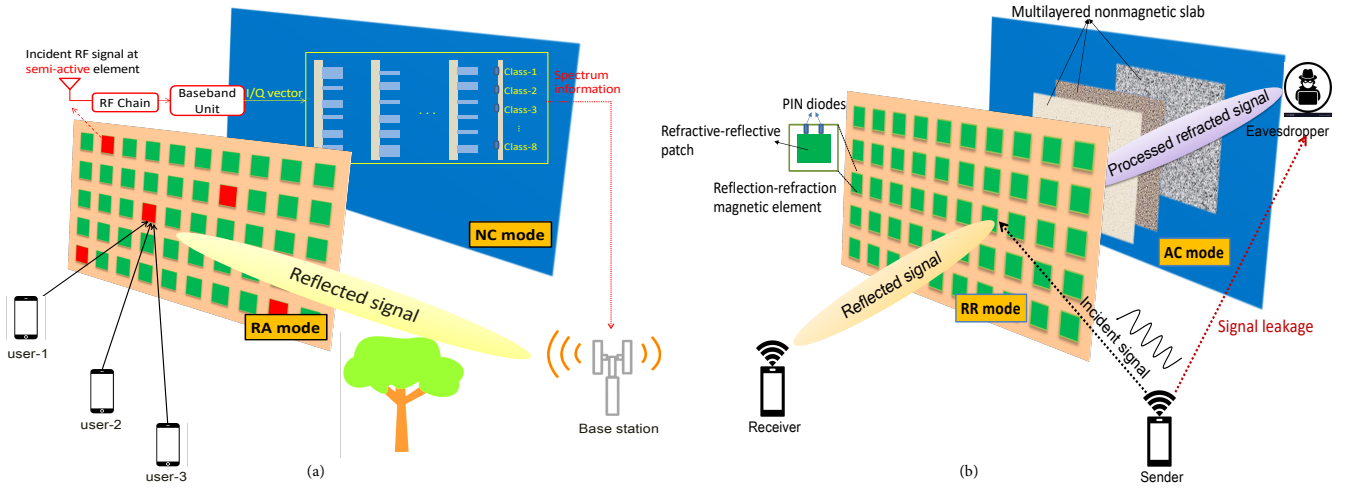 Incident RF signal at
semi-active element
RF Chain
Baseband
Unit
I/Q vector
Class-1
Class-2
Class-3
Class-8
Spectrum
information
NC mode
Reflected signal
RA mode
user-1
user-2
user-3
Base station
(a)
Multilayered nonmagnetic slab
PIN diodes
Refractive-reflective
patch
Reflection-refraction
magnetic element
Processed refracted signal
Eavesdropper
AC mode
Reflected signal
RR mode
Incident signal
Signal leakage
Receiver
Sender
(b)